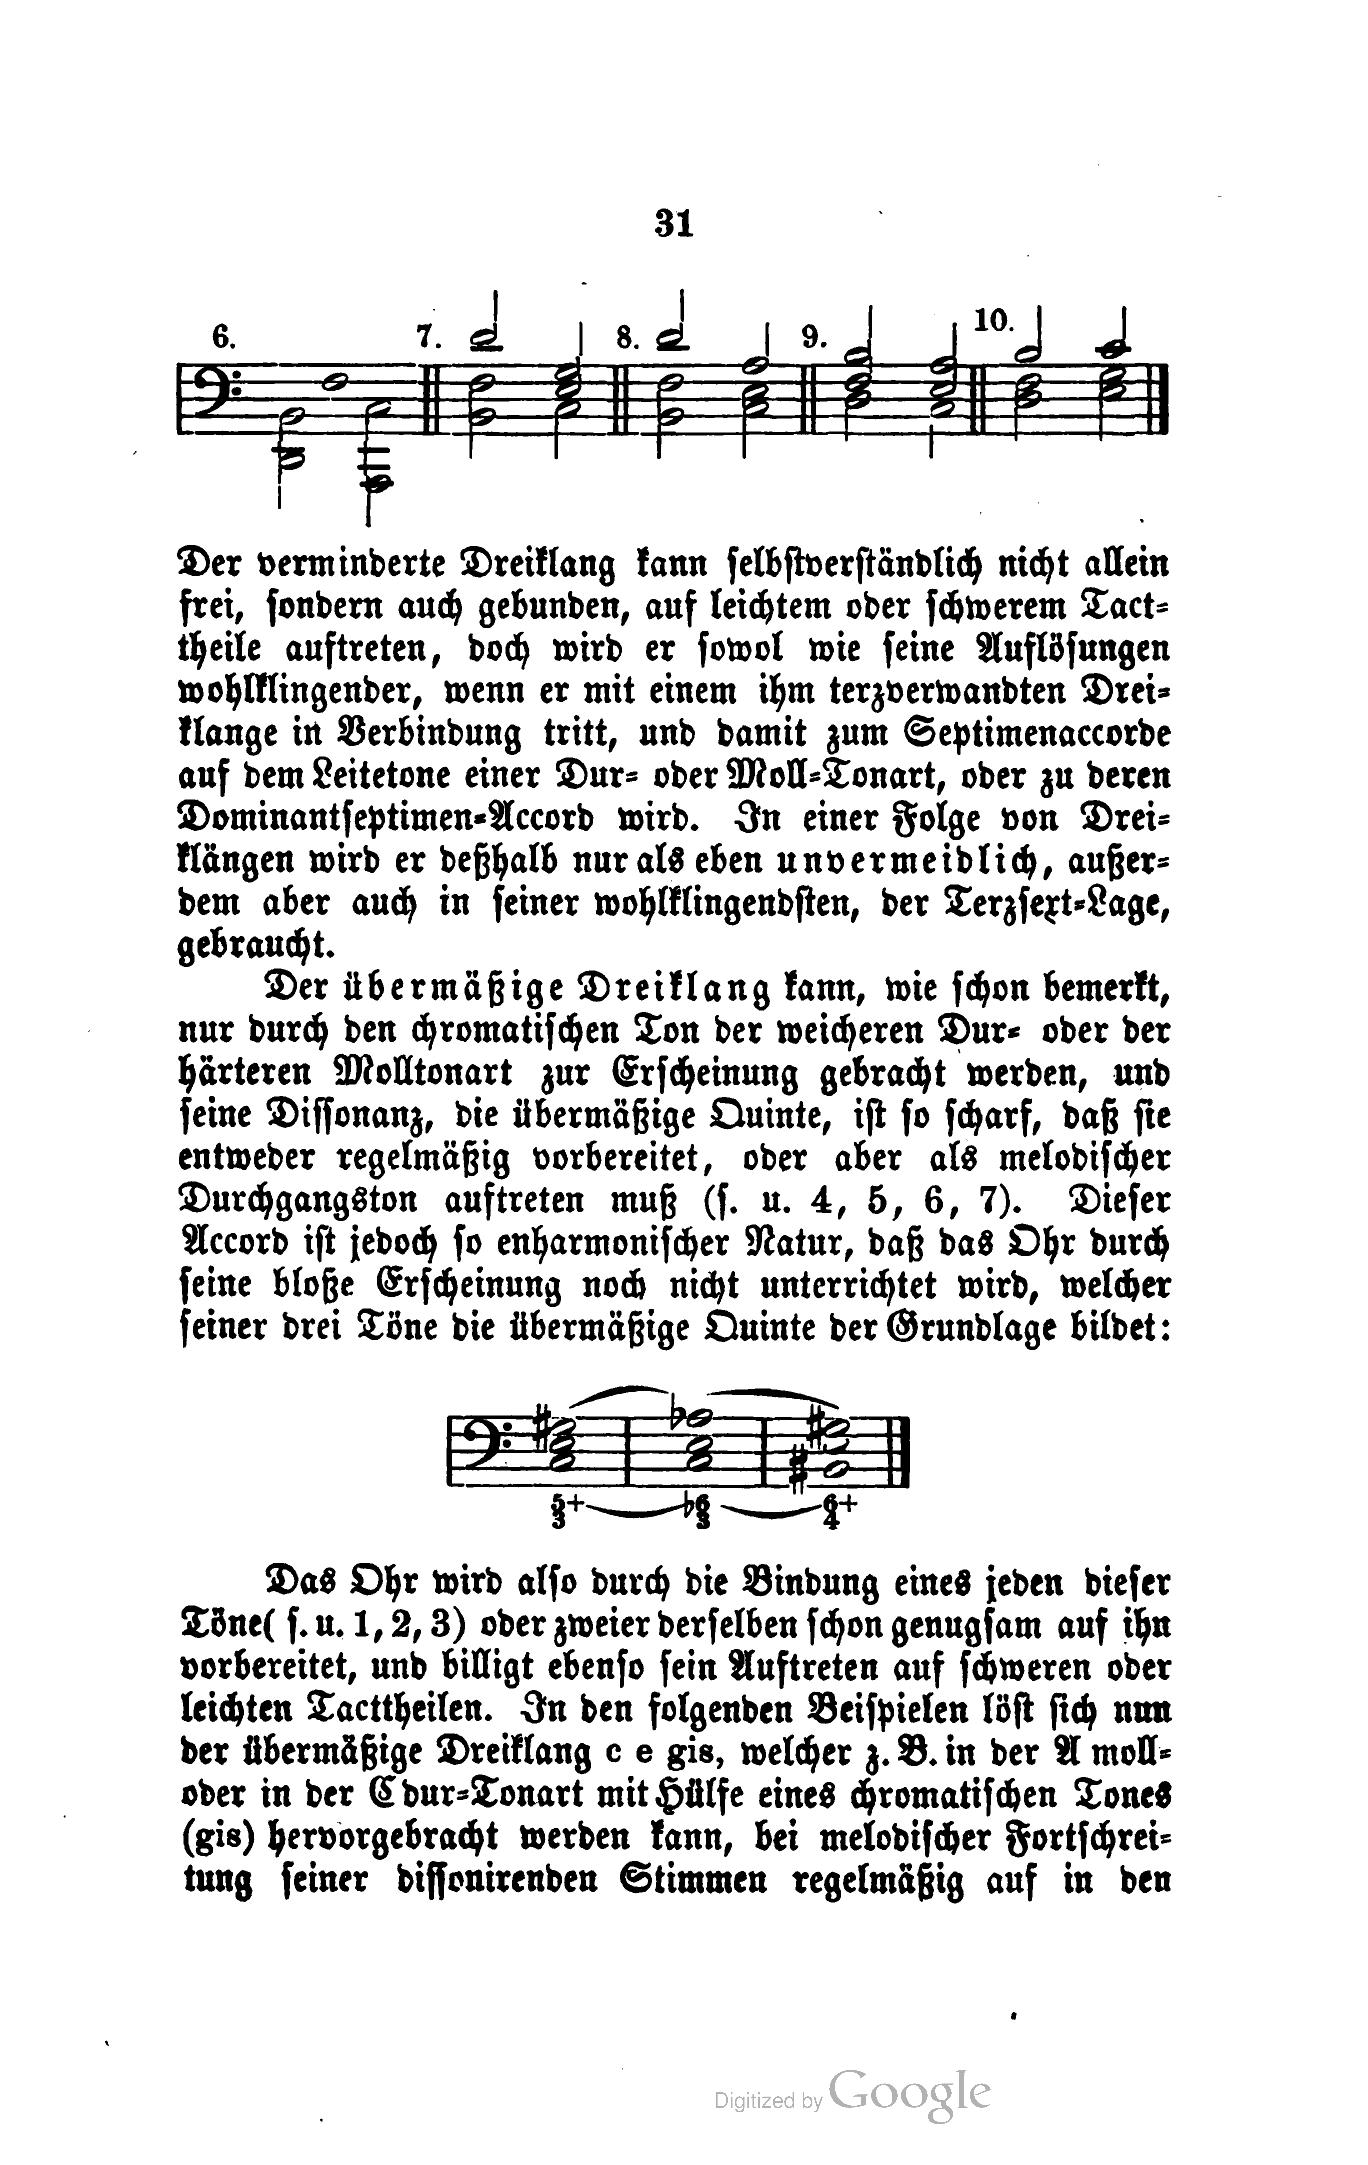 31
6. 7. 8. 9. 10.
Der verminderte Dreiklang kann selbstverständlich nicht allein
frei, sondern auch gebunden, auf leichtem oder schwerem Tact-
theile auftreten, doch wird er sowol wie seine Auflösungen
wohlklingender, wenn er mit einem ihm terzverwandten Drei-
klange in Verbindung tritt, und damit zum Septimenaccorde
auf dem Leitetone einer Dur- oder Moll-Tonart, oder zu deren
Dominantseptimen-Accord wird. In einer Folge von Drei-
klängen wird er deßhalb nur als eben unvermeidlich, außer-
dem aber auch in seiner wohlklingendsten, der Terzsext-Lage,
gebraucht.
Der übermäßige Dreiklang kann, wie schon bemerkt,
nur durch den chromatischen Ton der weicheren Dur- oder der
härteren Molltonart zur Erscheinung gebracht werden, und
seine Dissonanz, die übermäßige Quinte, ist so scharf, daß sie
entweder regelmäßig vorbereitet, oder aber als melodischer
Durchgangston auftreten muß (s. u. 4, 5, 6, 7). Dieser
Accord ist jedoch so enharmonischer Natur, daß das Ohr durch
seine bloße Erscheinung noch nicht unterrichtet wird, welcher
seiner drei Töne die übermäßige Quinte der Grundlage bildet:
5+ ♭6 6+
3 3 4
Das Ohr wird also durch die Bindung eines jeden dieser
Töne( s. u. 1, 2, 3) oder zweier derselben schon genugsam auf ihn
vorbereitet, und billigt ebenso sein Auftreten auf schweren oder
leichten Tacttheilen. In den folgenden Beispielen löst sich nun
der übermäßige Dreiklang c e gis, welcher z. B. in der A moll-
oder in der C dur-Tonart mit Hülfe eines chromatischen Tones
(gis) hervorgebracht werden kann, bei melodischer Fortschrei-
tung seiner dissonirenden Stimmen regelmäßig auf in den
Digitized by Google